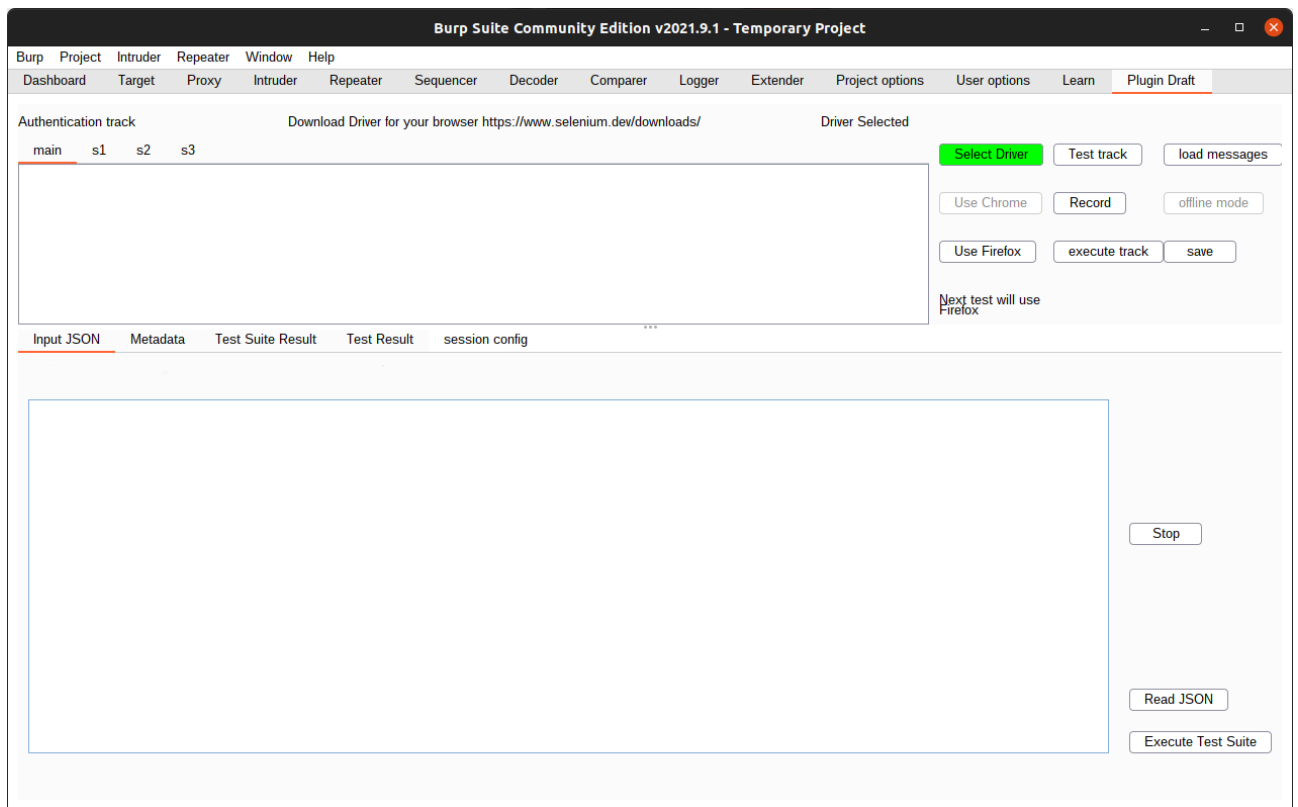 Burp Suite Community Edition v2021.9.1 - Temporary Project
Burp Project Intruder Repeater Window Help
Dashboard Target Proxy Intruder Repeater Sequencer Decoder Comparer Logger Extender Project options User options Learn Plugin Draft
Authentication track Download Driver for your browser https://www.selenium.dev/downloads/ Driver Selected
main s1 s2 s3
Select Driver Test track load messages
Use Chrome Record offline mode
Use Firefox execute track save
Next test will use
Firefox
Input JSON Metadata Test Suite Result Test Result session config
Stop
Read JSON
Execute Test Suite